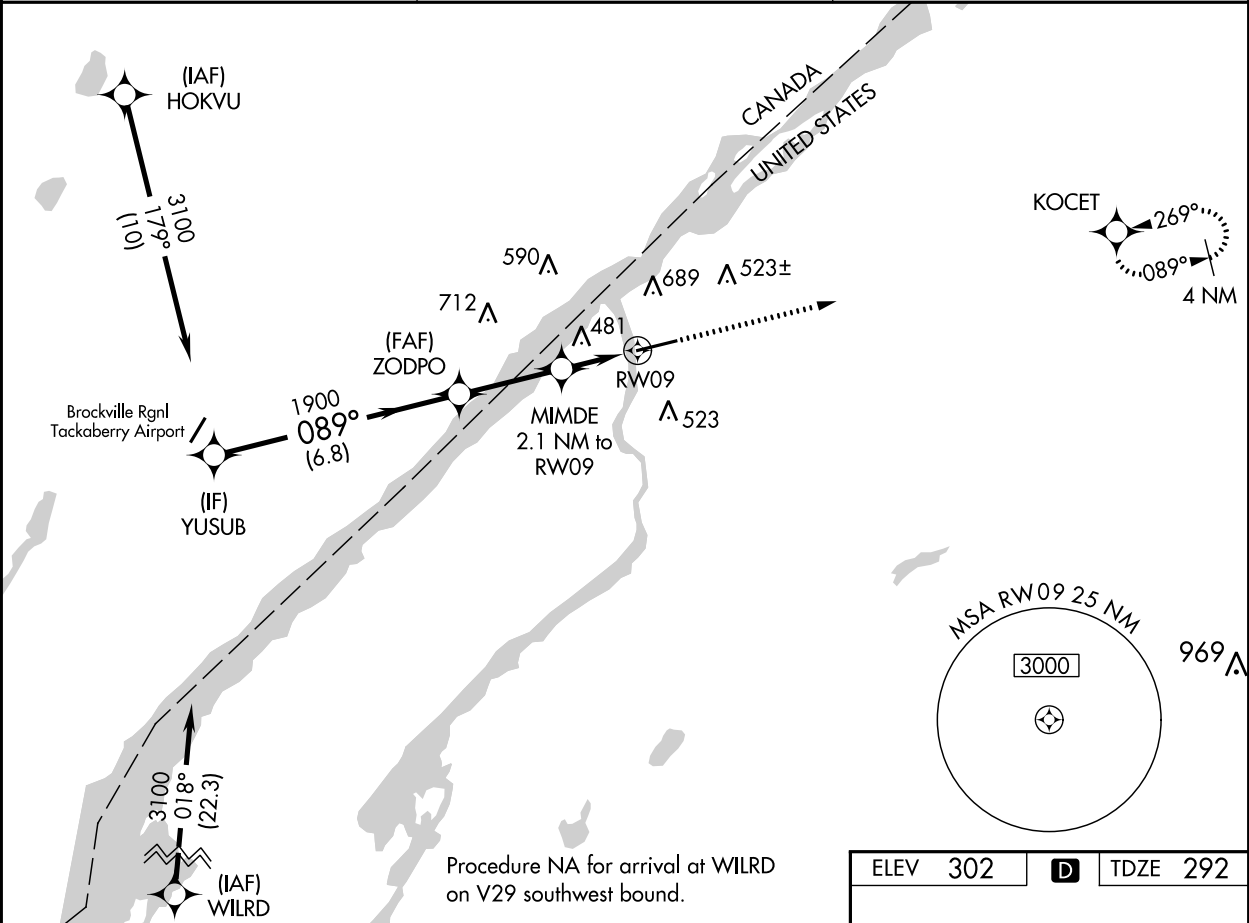 (IAF)
HOKVU
CANADA
UNITED STATES
3100
179°
(10)
KOCET
269°
089°
4 NM
590
689
523±
712
481
(FAF)
ZODPO
RW09
Brockville Rgnl
Tackaberry Airport
1900
089°
(6.8)
MIMDE
2.1 NM to
RW09
523
(IF)
YUSUB
MSA RW09 25 NM
3000
969
3100
018°
(22.3)
(IAF)
WILRD
Procedure NA for arrival at WILRD
on V29 southwest bound.
ELEV 302 D TDZE 292